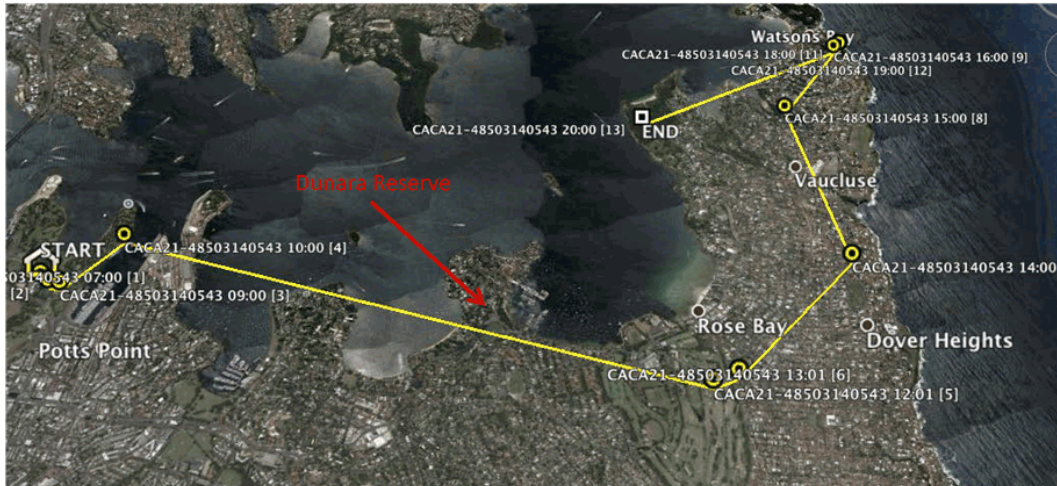 Watsons Bay
CACA21-48503140543 18:00 [11]
CACA21-48503140543 16:00 [9]
CACA21-48503140543 19:00 [12]
CACA21-48503140543 15:00 [8]
CACA21-48503140543 20:00 [13]
END
Vaucluse
Dunara Reserve
START
CACA21-48503140543 10:00 [4]
CACA21-48503140543 14:00
503140543 07:00 [1]
[2]
CACA21-48503140543 09:00 [3]
Rose Bay
Dover Heights
Potts Point
CACA21-48503140543 13:01 [6]
CACA21-48503140543 12:01 [5]